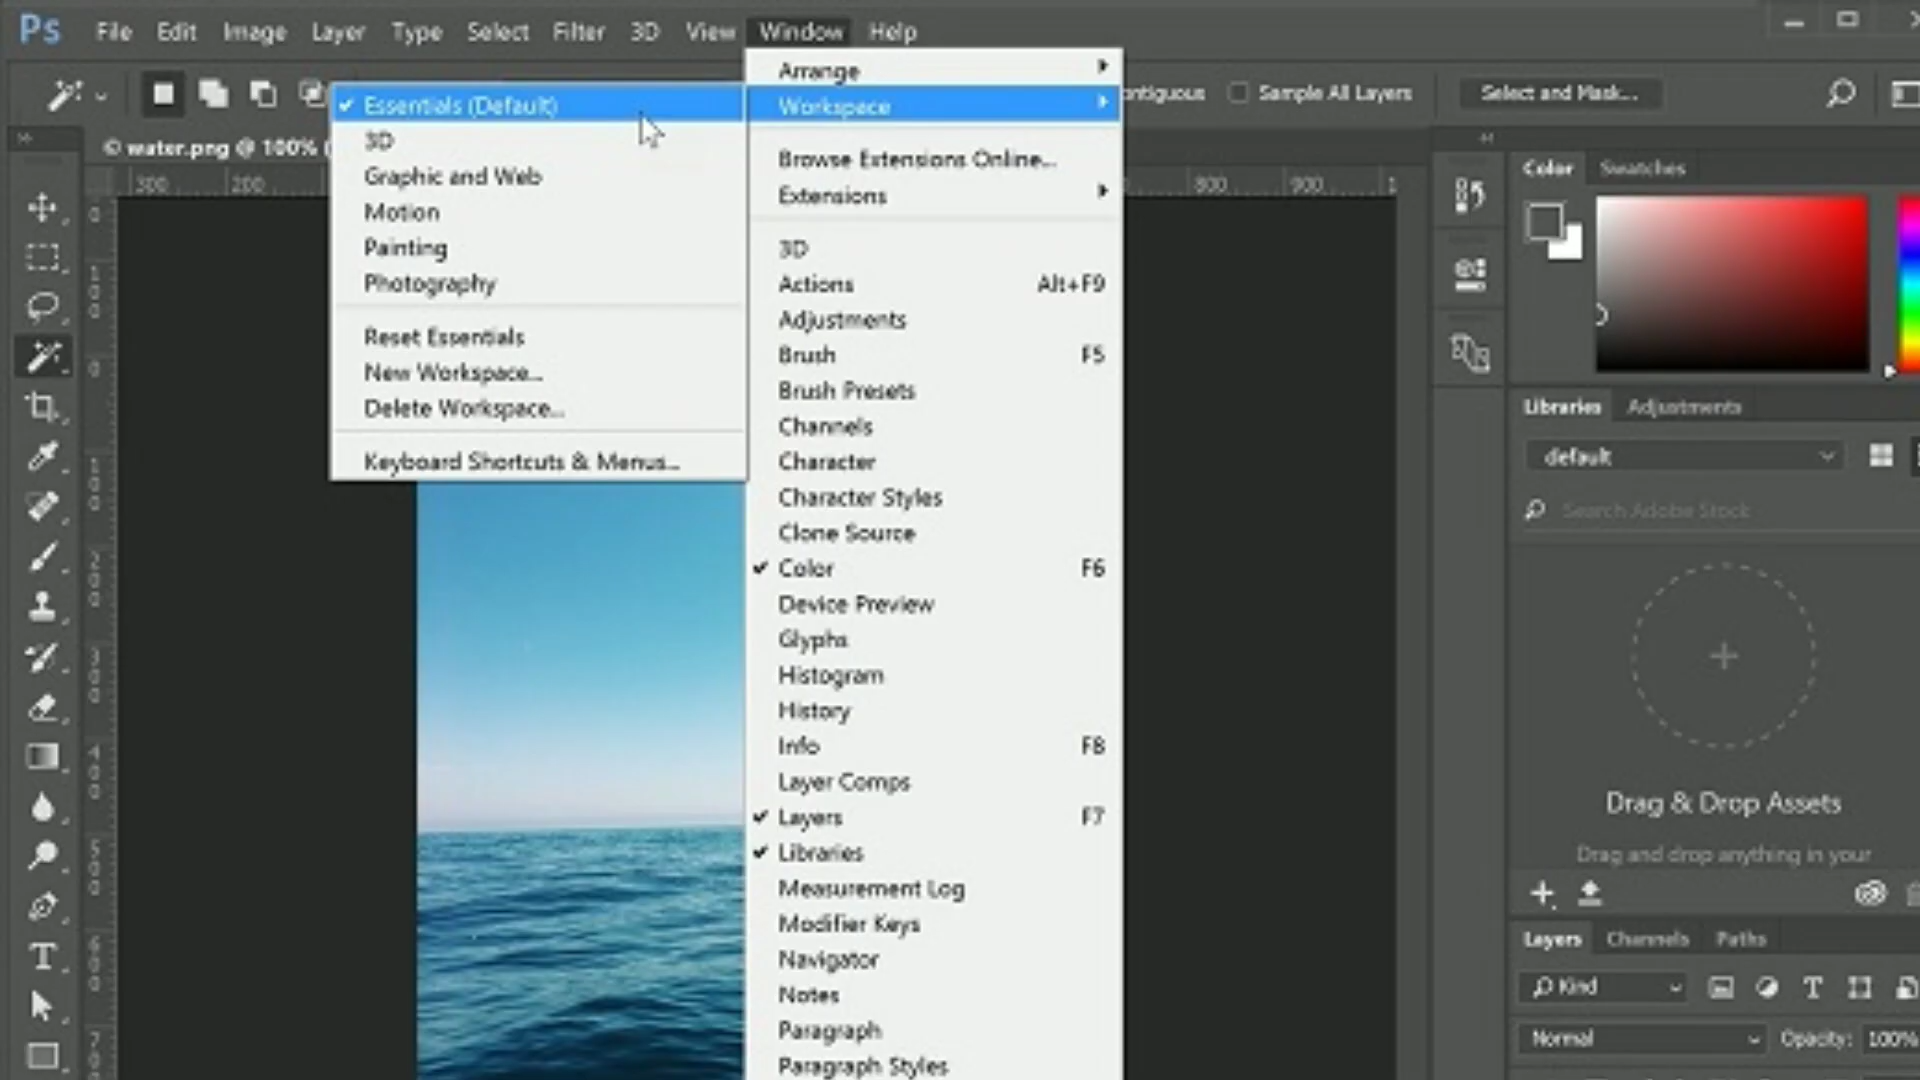 Ps File Edit Image Layer Type Select Filter 3D View Window Help
Sample All Layers Select and Mask...
© water.png @ 100% (
300 200 800 900 1
Essentials (Default)
3D
Graphic and Web
Motion
Painting
Photography
Reset Essentials
New Workspace...
Delete Workspace...
Keyboard Shortcuts & Menus...
Arrange
Workspace
Browse Extensions Online...
Extensions
3D
Actions Alt+F9
Adjustments
Brush F5
Brush Presets
Channels
Character
Character Styles
Clone Source
Color F6
Device Preview
Glyphs
Histogram
History
Info F8
Layer Comps
Layers F7
Libraries
Measurement Log
Modifier Keys
Navigator
Notes
Paragraph
Paragraph Styles
Color Swatches
Libraries Adjustments
default
Search Adobe Stock
Drag & Drop Assets
Drag and drop anything in your
Layers Channels Paths
Kind
Normal Opacity: 100%